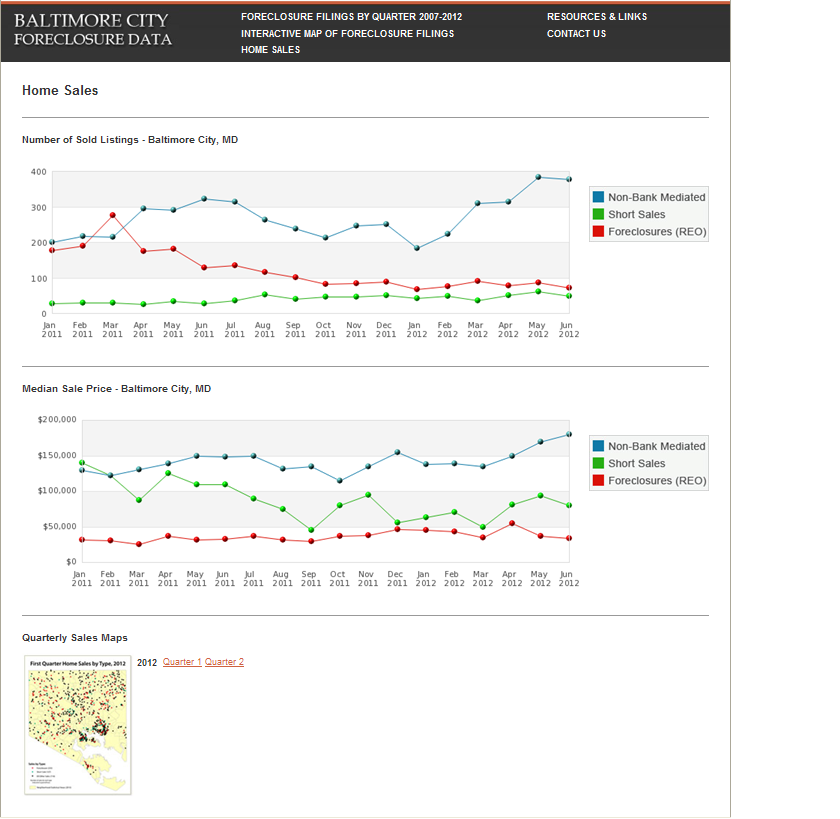 BALTIMORE CITY
FORECLOSURE DATA
FORECLOSURE FILINGS BY QUARTER 2007-2012
INTERACTIVE MAP OF FORECLOSURE FILINGS
HOME SALES
RESOURCES & LINKS
CONTACT US
Home Sales
Number of Sold Listings - Baltimore City, MD
400
300
200
100
0
Jan Feb Mar Apr May Jun Jul Aug Sep Oct Nov Dec Jan Feb Mar Apr May Jun
2011 2011 2011 2011 2011 2011 2011 2011 2011 2011 2011 2011 2012 2012 2012 2012 2012 2012
Non-Bank Mediated
Short Sales
Foreclosures (REO)
Median Sale Price - Baltimore City, MD
$200,000
$150,000
$100,000
$50,000
$0
Jan Feb Mar Apr May Jun Jul Aug Sep Oct Nov Dec Jan Feb Mar Apr May Jun
2011 2011 2011 2011 2011 2011 2011 2011 2011 2011 2011 2011 2012 2012 2012 2012 2012 2012
Non-Bank Mediated
Short Sales
Foreclosures (REO)
Quarterly Sales Maps
First Quarter Home Sales by Type, 2012
2012 Quarter 1 Quarter 2